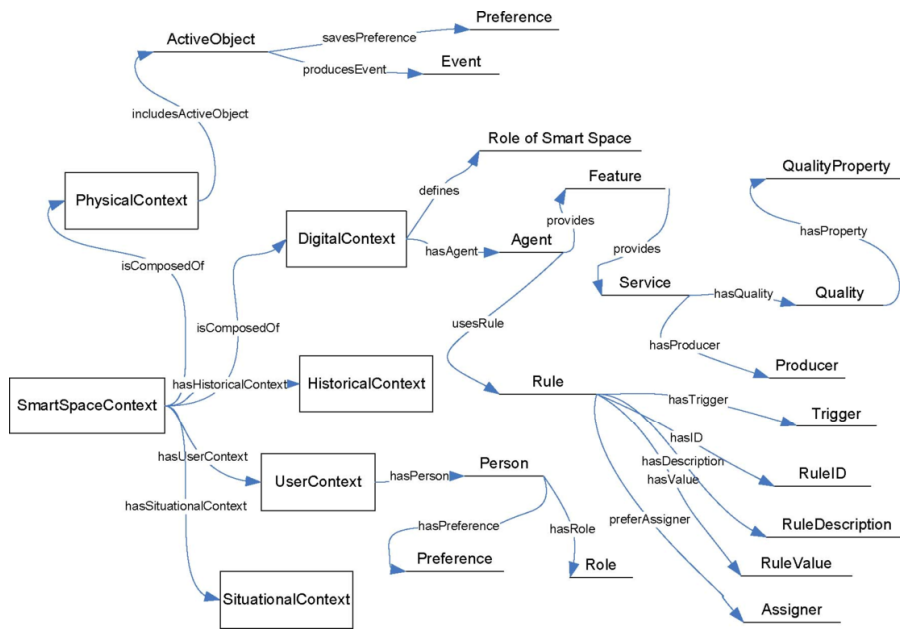 Preference
savesPreference
ActiveObject
Event
producesEvent
includesActiveObject
Role of Smart Space
QualityProperty
Feature
defines
PhysicalContext
provides
DigitalContext
Agent
hasProperty
hasAgent
provides
isComposedOf
Service
hasQuality
Quality
usesRule
isComposedOf
hasProducer
Producer
hasHistoricalContext
HistoricalContext
Rule
SmartSpaceContext
hasTrigger
Trigger
hasID
hasUserContext
Person
hasDescription
UserContext
hasPerson
hasValue
RuleID
hasSituationalContext
preferAssigner
hasPreference
hasRole
RuleDescription
Preference
Role
RuleValue
SituationalContext
Assigner